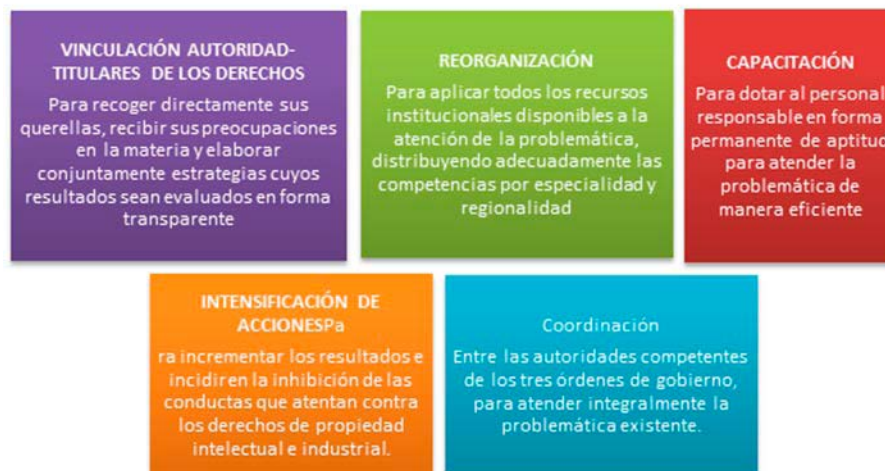 VINCULACIÓN AUTORIDAD-
TITULARES DE LOS DERECHOS
Para recoger directamente sus
querellas, recibir sus preocupaciones
en la materia y elaborar
conjuntamente estrategias cuyos
resultados sean evaluados en forma
transparente
REORGANIZACIÓN
Para aplicar todos los recursos
institucionales disponibles a la
atención de la problemática,
distribuyendo adecuadamente las
competencias por especialidad y
regionalidad
CAPACITACIÓN
Para dotar al personal
responsable en forma
permanente de aptitud
para atender la
problemática de
manera eficiente
INTENSIFICACIÓN DE
ACCIONESPa
ra incrementar los resultados e
incidir en la inhibición de las
conductas que atentan contra
los derechos de propiedad
intelectual e industrial.
Coordinación
Entre las autoridades competentes
de los tres órdenes de gobierno,
para atender integralmente la
problemática existente.